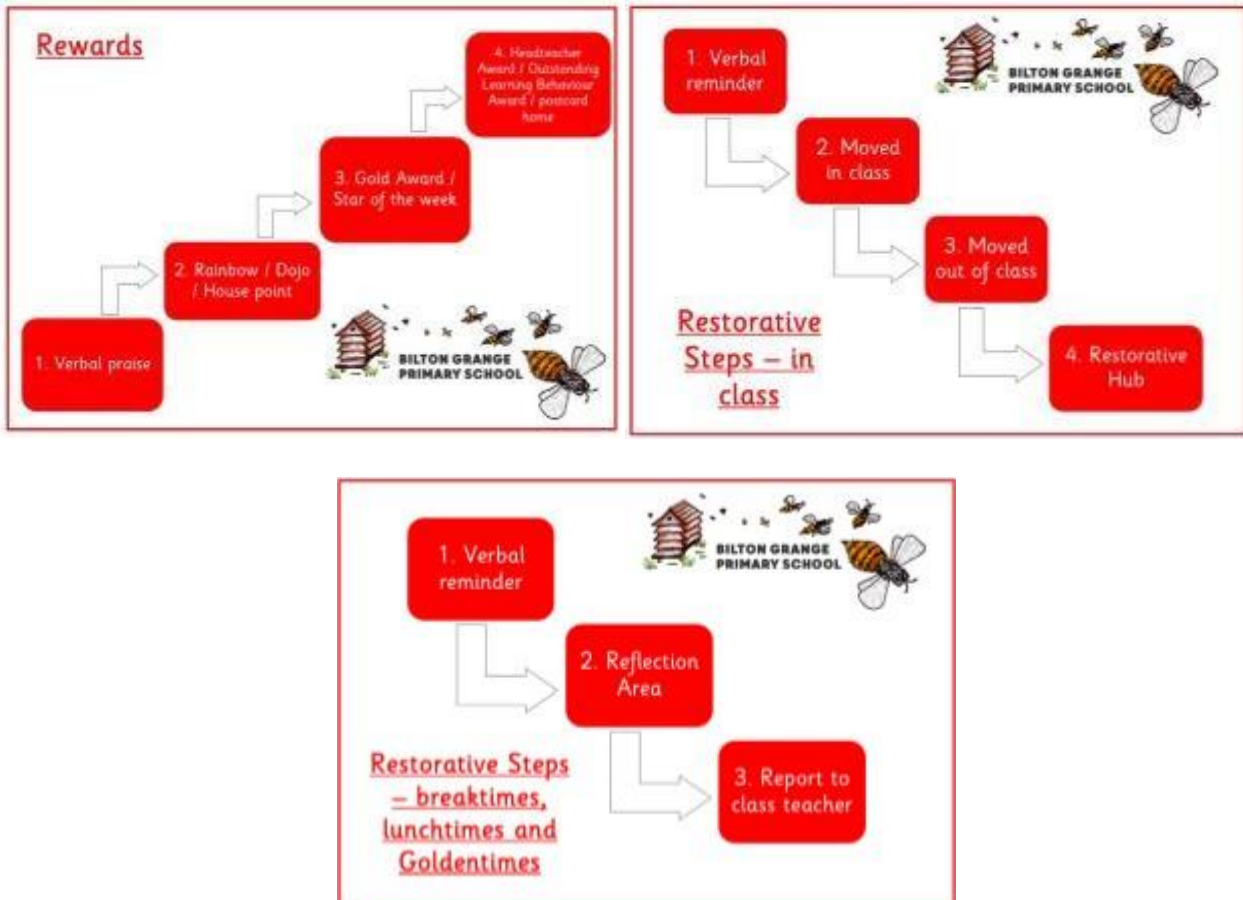 Rewards
1. Verbal praise
2. Rainbow / Dojo
/ House point
3. Gold Award /
Star of the week
4. Headteacher
Award / Outstanding
Learning Behaviour
Award / postcard
home
BILTON GRANGE
PRIMARY SCHOOL
1. Verbal
reminder
2. Moved
in class
3. Moved
out of class
4. Restorative
Hub
Restorative
Steps – in
class
BILTON GRANGE
PRIMARY SCHOOL
1. Verbal
reminder
2. Reflection
Area
3. Report to
class teacher
Restorative Steps
– breaktimes,
lunchtimes and
Goldentimes
BILTON GRANGE
PRIMARY SCHOOL